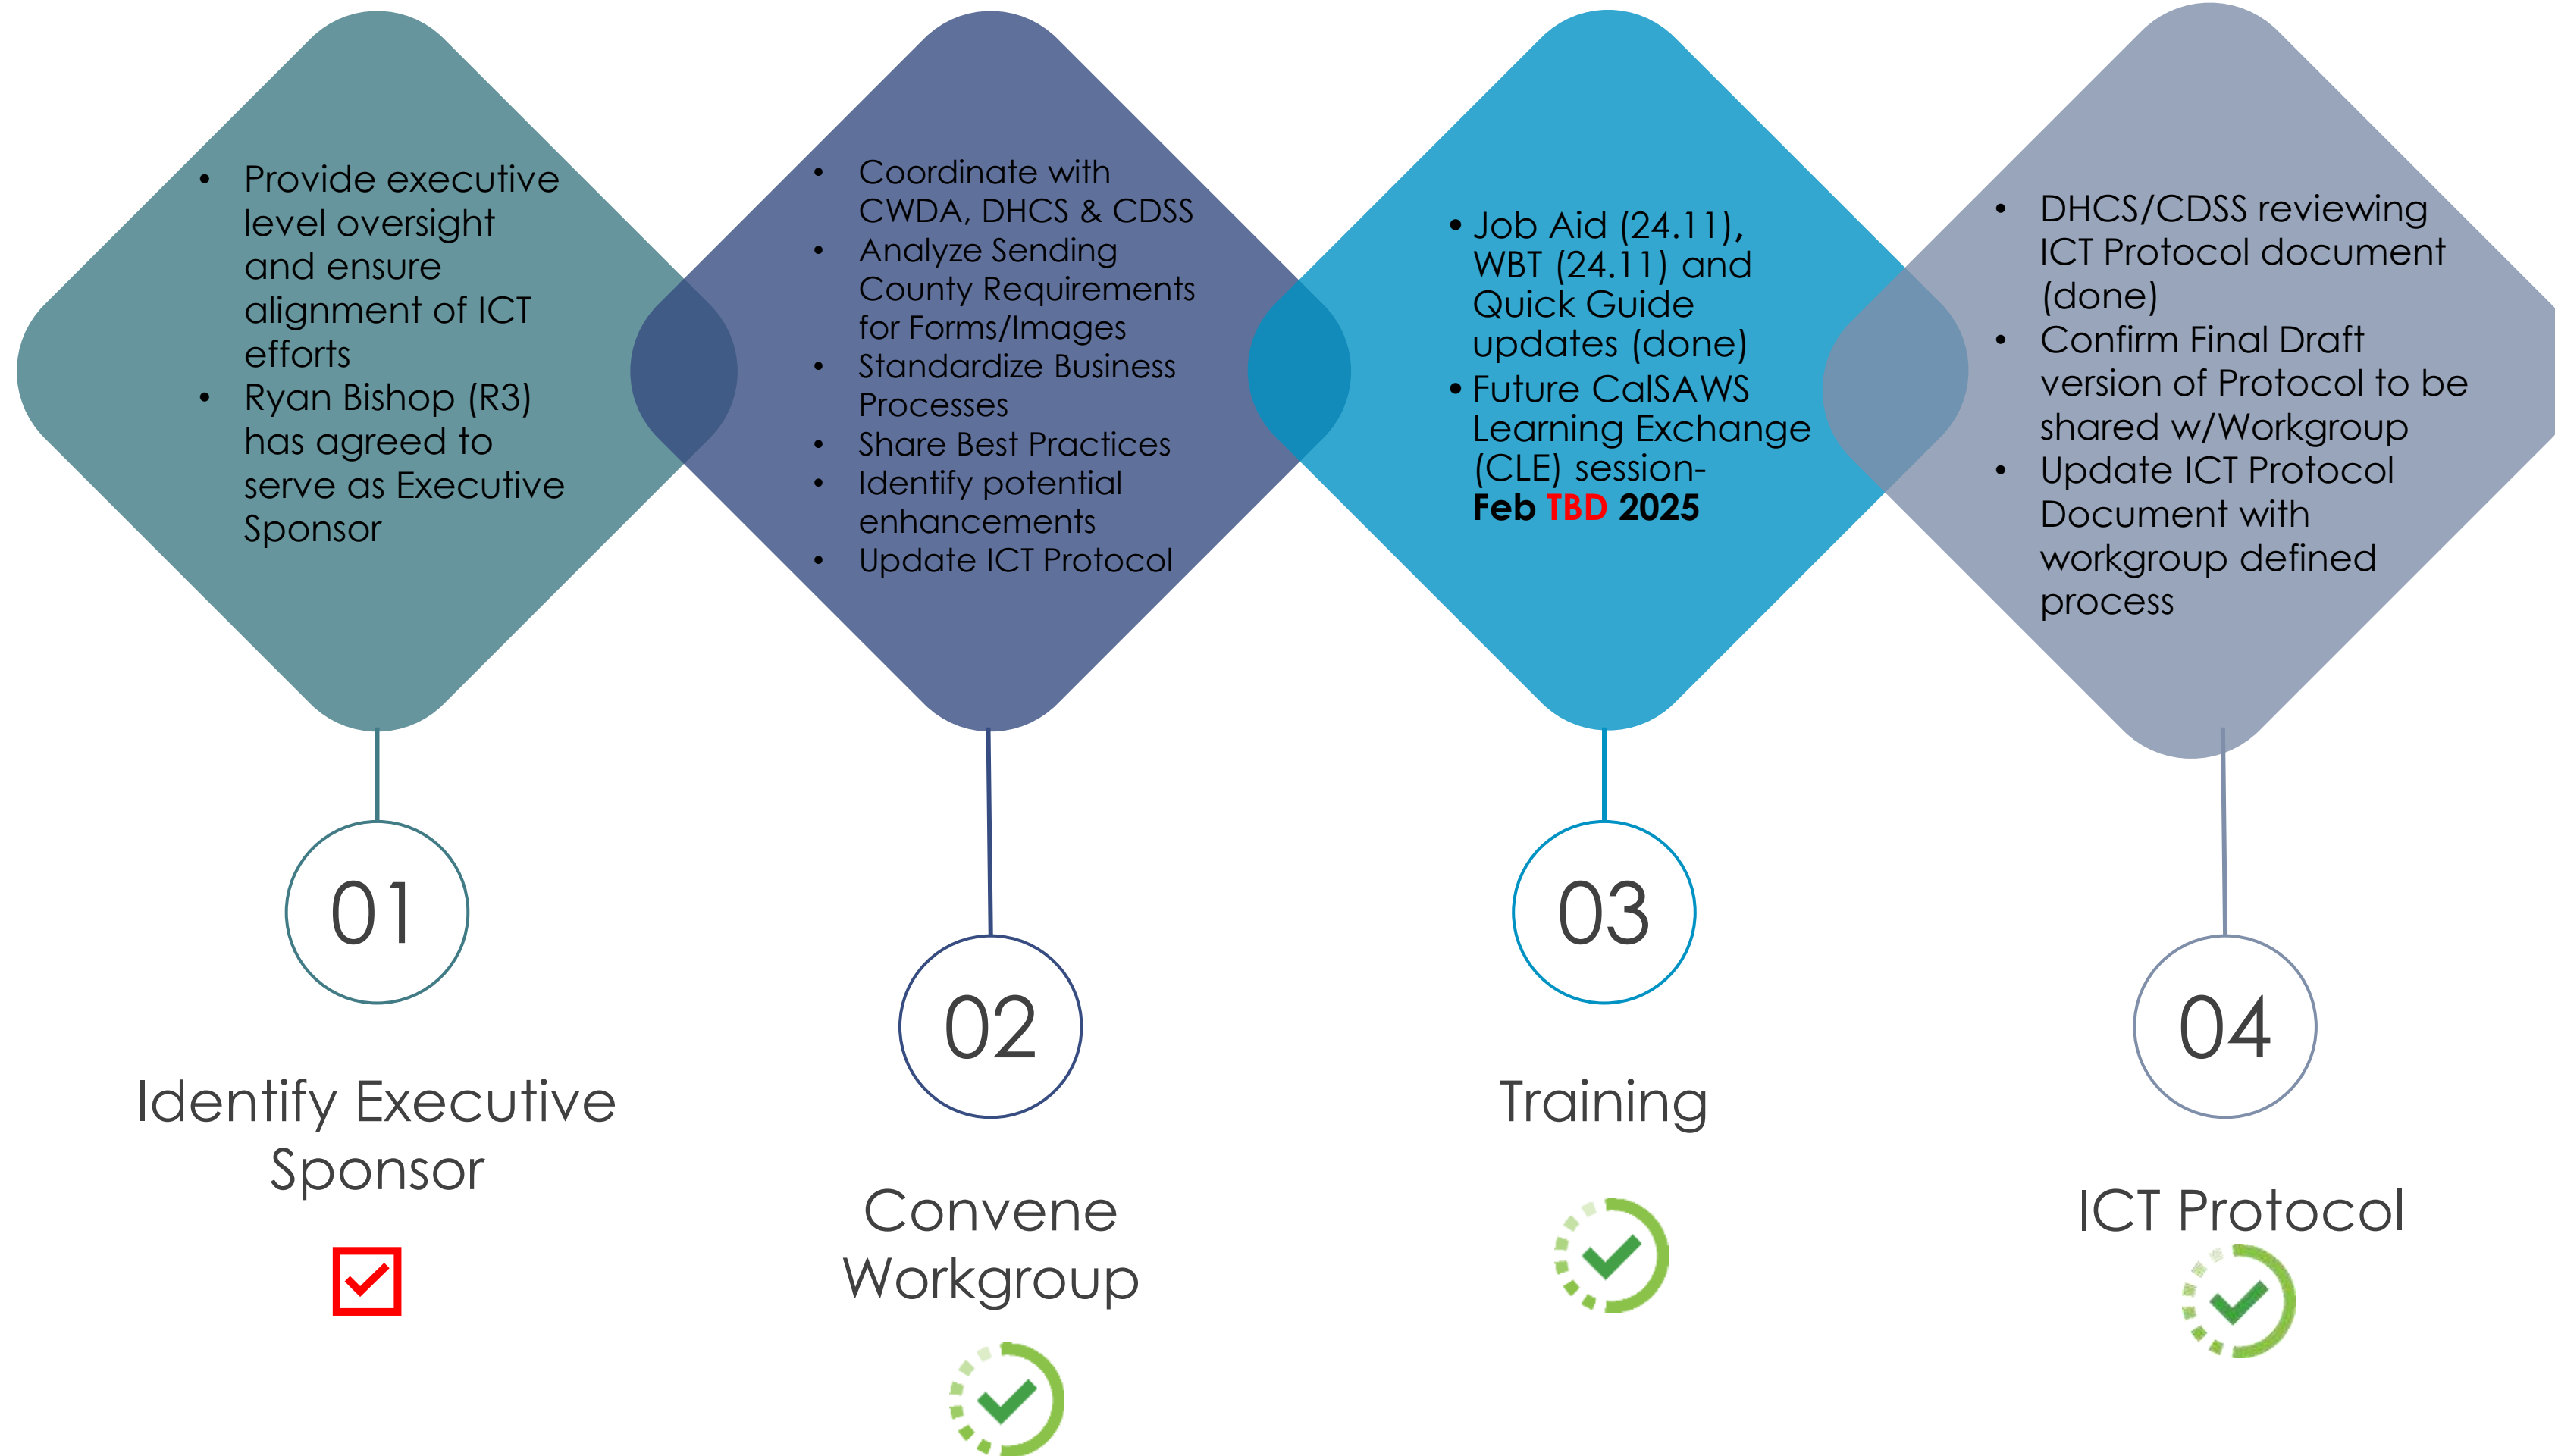 • Provide executive
level oversight
and ensure
alignment of ICT
efforts
• Ryan Bishop (R3)
has agreed to
serve as Executive
Sponsor
01
Identify Executive
Sponsor
• Coordinate with
CWDA, DHCS & CDSS
• Analyze Sending
County Requirements
for Forms/Images
• Standardize Business
Processes
• Share Best Practices
• Identify potential
enhancements
• Update ICT Protocol
02
Convene
Workgroup
• Job Aid (24.11),
WBT (24.11) and
Quick Guide
updates (done)
• Future CalSAWS
Learning Exchange
(CLE) session-
Feb TBD 2025
03
Training
• DHCS/CDSS reviewing
ICT Protocol document
(done)
• Confirm Final Draft
version of Protocol to be
shared w/Workgroup
• Update ICT Protocol
Document with
workgroup defined
process
04
ICT Protocol